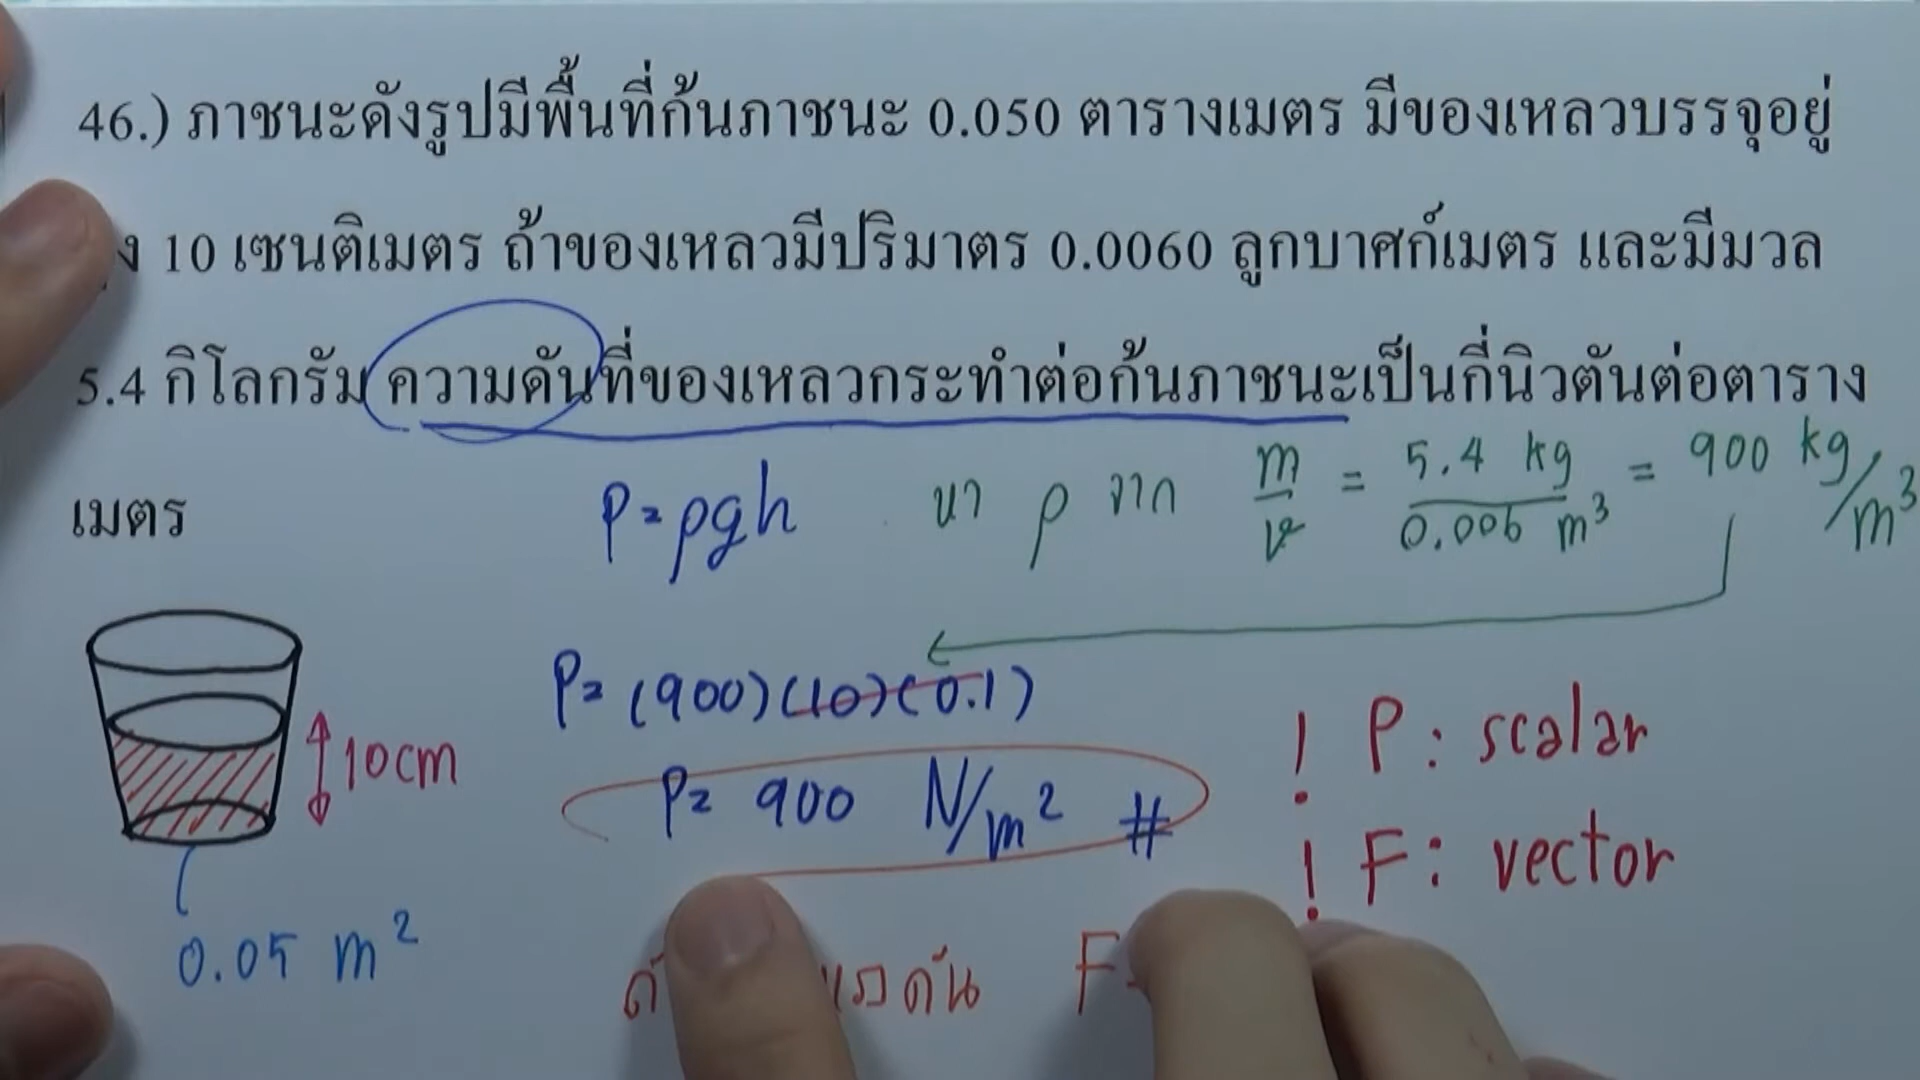 46.) ภาชนะดังรูปมีพื้นที่ก้นภาชนะ 0.050 ตารางเมตร มีของเหลวบรรจุอยู่
10 เซนติเมตร ถ้าของเหลวมีปริมาตร 0.0060 ลูกบาศก์เมตร และมีมวล
5.4 กิโลกรัม ความดันที่ของเหลวกระทำต่อก้นภาชนะเป็นกี่นิวตันต่อตาราง
เมตร
P = ρgh
หา ρ จาก m/v = 5.4 kg / 0.006 m³ = 900 kg/m³
P = (900)(10)(0.1)
P = 900 N/m² #
10 cm
0.05 m²
! P : scalar
! F : vector
แรงดัน F